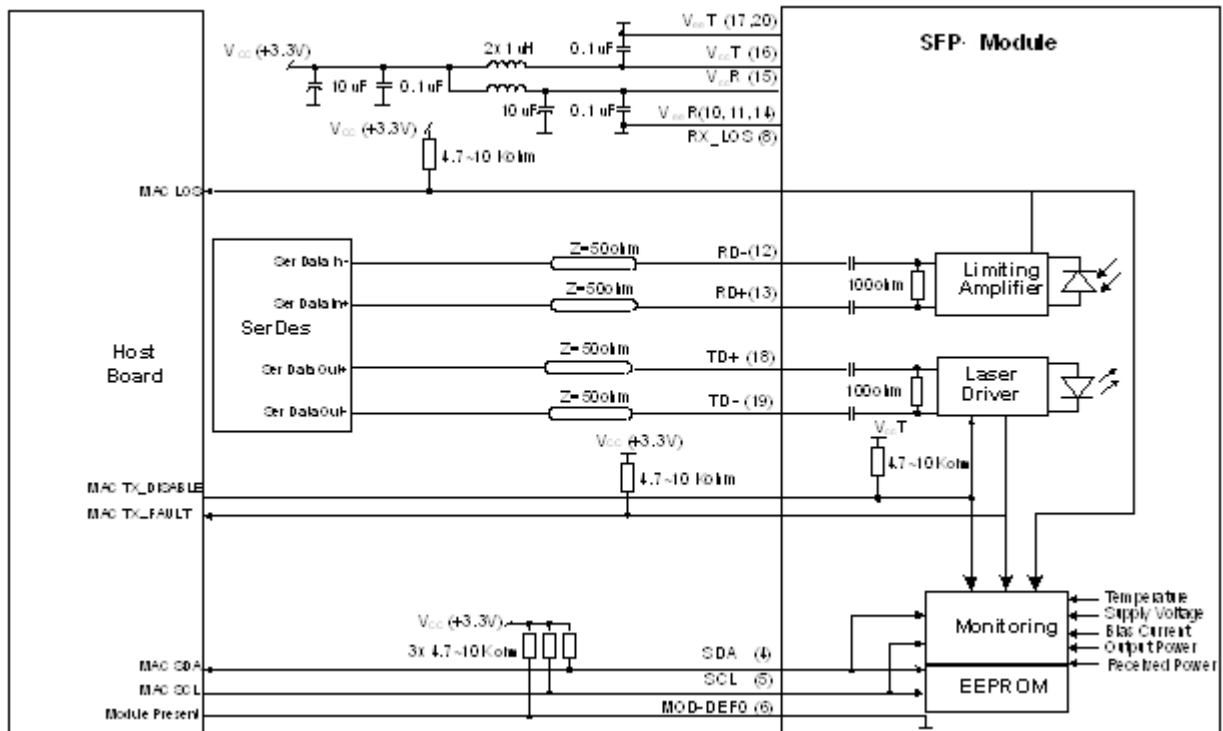 VccT (17,20)
SFP- Module
Vcc (+3.3V)
2x 1 uH
0.1 uF
VccT (16)
VccR (15)
10 uF
0.1 uF
10 uF
0.1 uF
VccR(10, 11, 14)
Vcc (+3.3V)
RX_LOS (8)
4.7~10 Kohm
MAC LOS
Z=50ohm
RD-(12)
Ser Data In-
100ohm
Limiting
Amplifier
Z=50ohm
RD+(13)
Ser Data In+
SerDes
Host
Board
Z=50ohm
TD+ (18)
Ser Data Out+
100ohm
Laser
Driver
Z=50ohm
TD- (19)
Ser Data Out-
Vcc (+3.3V)
VccT
4.7~10 Kohm
4.7~10 Kohm
MAC TX_DISABLE
MAC TX_FAULT
Temperature
Supply Voltage
Bias Current
Output Power
Received Power
Monitoring
EEPROM
Vcc (+3.3V)
3x 4.7~10 Kohm
SDA (4)
MAC SDA
SCL (5)
MAC SCL
MOD-DEF0 (6)
Module Present